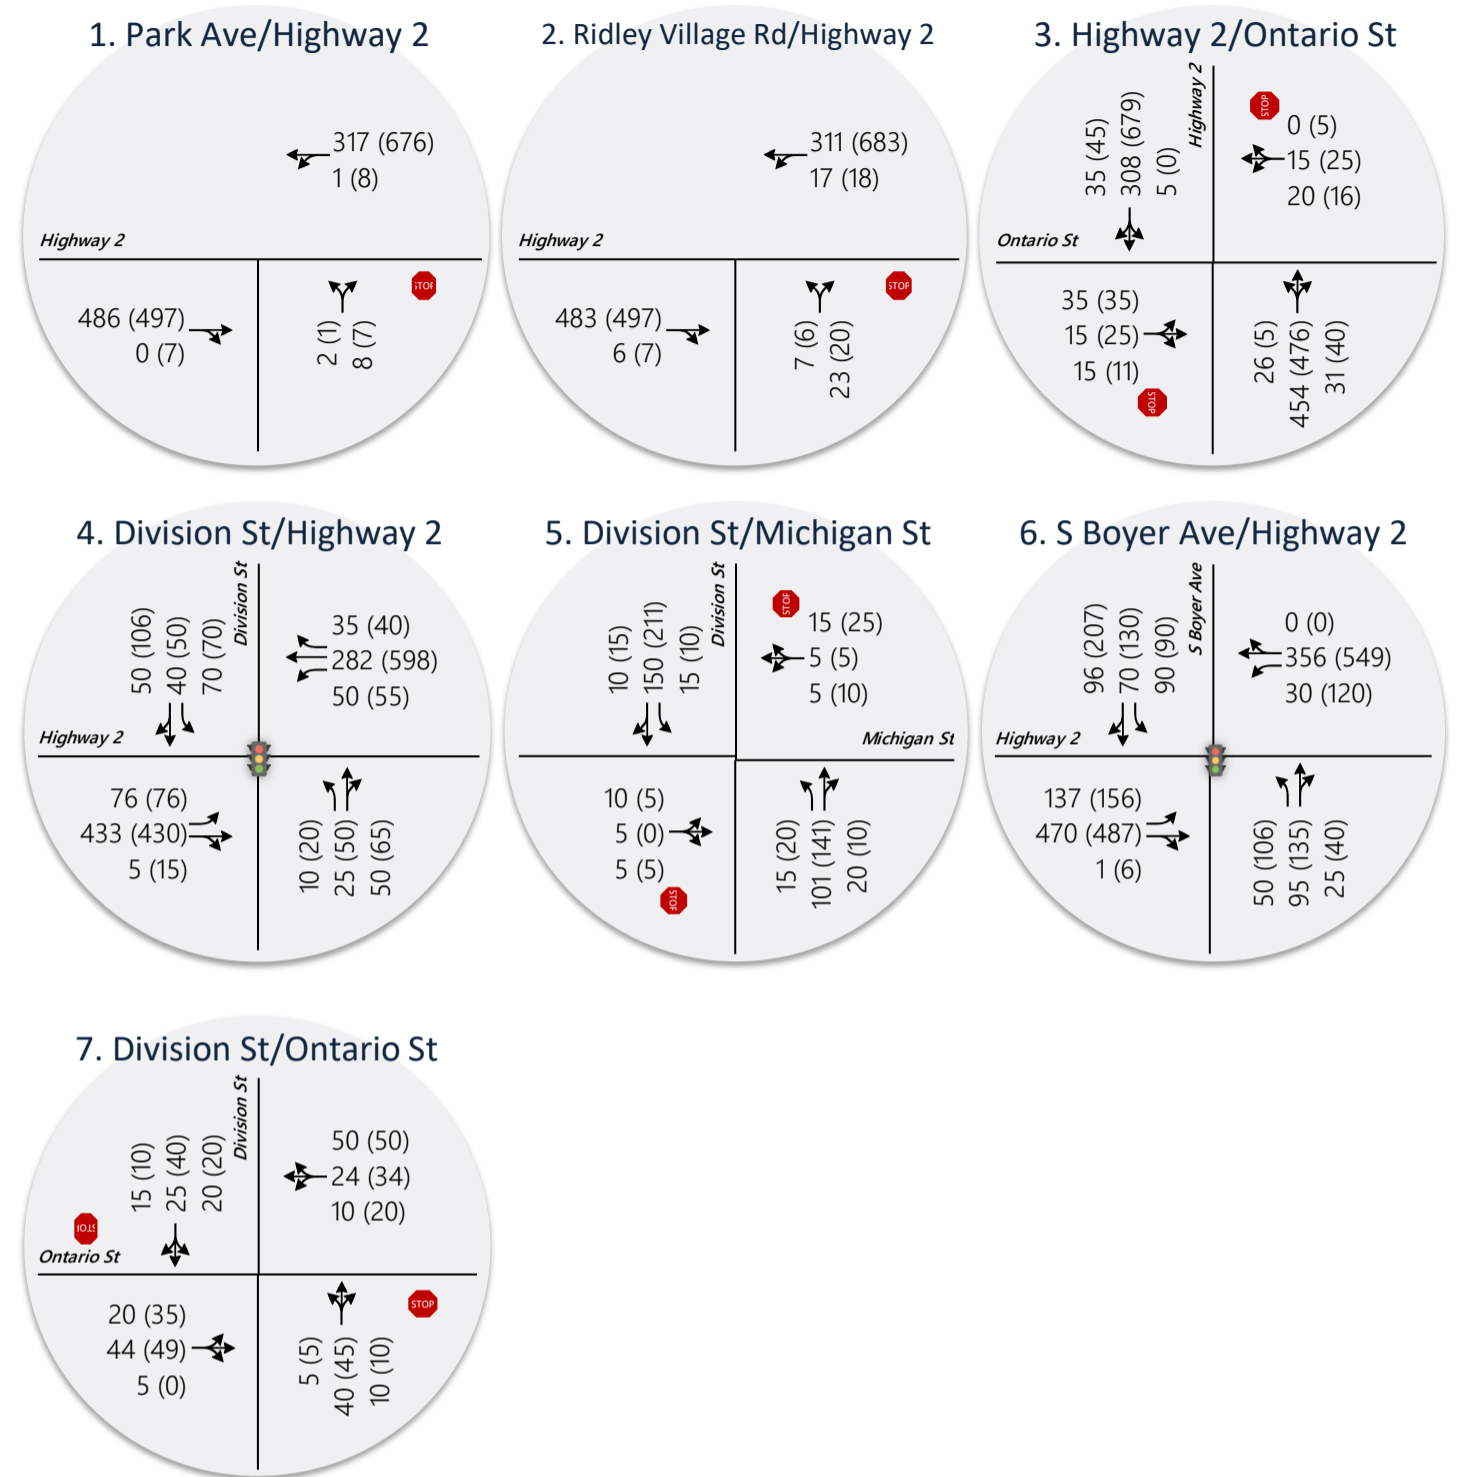 1. Park Ave/Highway 2
317 (676)
1 (8)
Highway 2
486 (497)
0 (7)
2 (1)
8 (7)
STOP
2. Ridley Village Rd/Highway 2
311 (683)
17 (18)
Highway 2
483 (497)
6 (7)
7 (6)
23 (20)
STOP
3. Highway 2/Ontario St
35 (45)
308 (679)
5 (0)
Highway 2
STOP
0 (5)
15 (25)
20 (16)
Ontario St
35 (35)
15 (25)
15 (11)
STOP
26 (5)
454 (476)
31 (40)
4. Division St/Highway 2
50 (106)
40 (50)
70 (70)
Division St
35 (40)
282 (598)
50 (55)
Highway 2
76 (76)
433 (430)
5 (15)
10 (20)
25 (50)
50 (65)
5. Division St/Michigan St
10 (15)
150 (211)
15 (10)
Division St
STOP
15 (25)
5 (5)
5 (10)
Michigan St
10 (5)
5 (0)
5 (5)
STOP
15 (20)
101 (141)
20 (10)
6. S Boyer Ave/Highway 2
96 (207)
70 (130)
90 (90)
S Boyer Ave
0 (0)
356 (549)
30 (120)
Highway 2
137 (156)
470 (487)
1 (6)
50 (106)
95 (135)
25 (40)
7. Division St/Ontario St
15 (10)
25 (40)
20 (20)
Division St
50 (50)
24 (34)
10 (20)
STOP
Ontario St
20 (35)
44 (49)
5 (0)
5 (5)
40 (45)
10 (10)
STOP